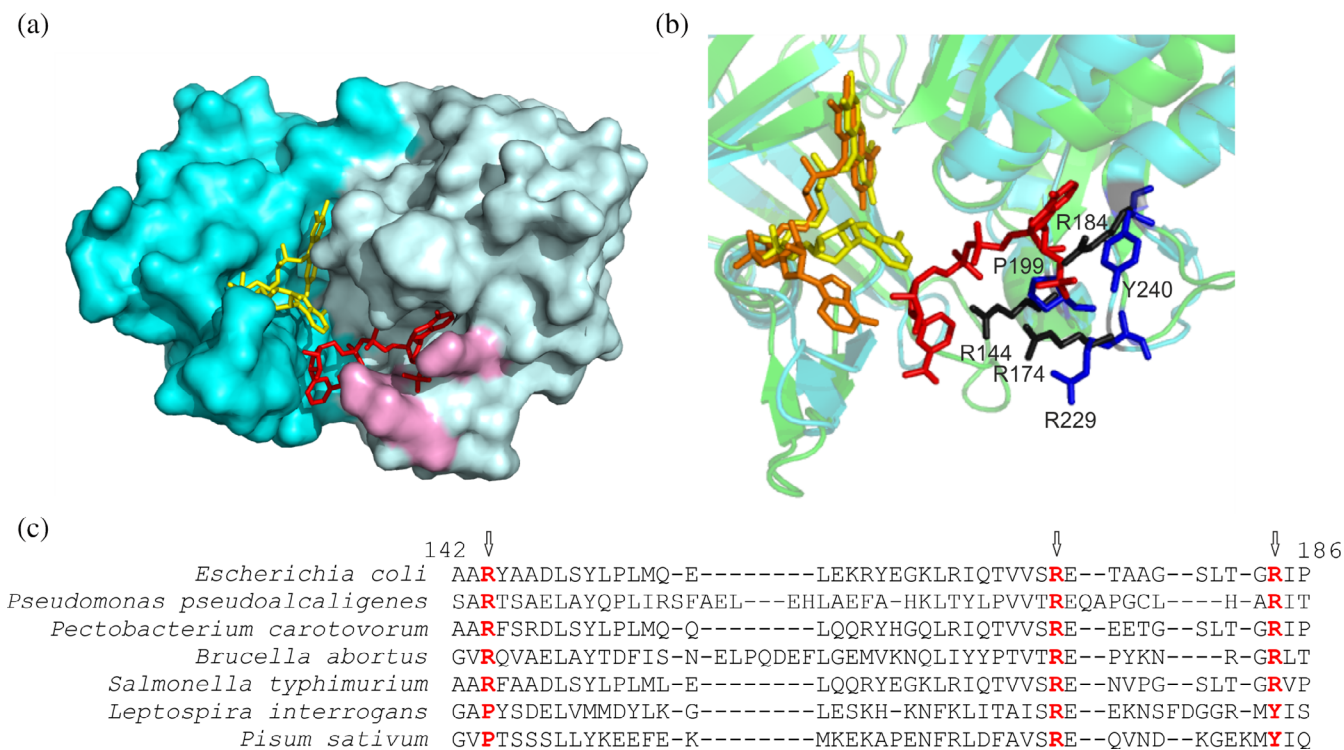 (a)
(b)
R184
P199
Y240
R144
R174
R229
(c)
142 186
Escherichia coli AARYAADLSYLPLMQ-E-------LEKRYEGKLRIQTVVSRE--TAAG--SLT-GRIP
Pseudomonas pseudoalcaligenes SARTSAELAYQPLIRSFAEL---EHLAEFA-HKLTYLPVVTREQAPGCL---H-ARIT
Pectobacterium carotovorum AARFSRDLSYLPLMQ-Q-------LQQRYHGQLRIQTVVSRE--EETG--SLT-GRIP
Brucella abortus GVRQVAELAYTDFIS-N-ELPQDEFLGEMVKNQLIYYPTVTRE--PYKN----R-GRLT
Salmonella typhimurium AARFAADLSYLPLML-E-------LQQRYEGKLRIQTVVSRE--NVPG--SLT-GRVP
Leptospira interrogans GAPYSDELVMMDYLK-G-------LESKH-KNFKLITAISRE--EKNSFDGGR-MYIS
Pisum sativum GVPTSSSLYKEEFEK-K-------MKEKAPENFRLDFAVSRE--QVND--KGEKMYIQ